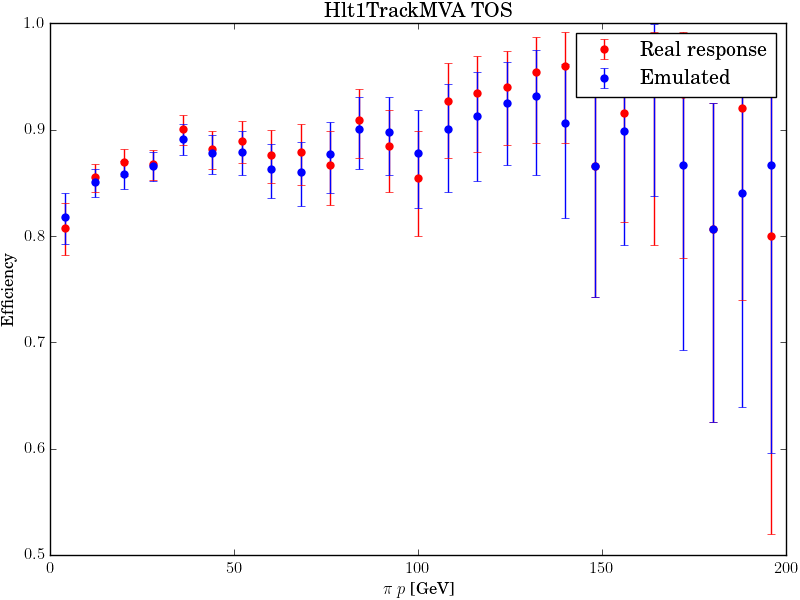 Hlt1TrackMVA TOS
1.0
0.9
0.8
0.7
0.6
0.5
Efficiency
Real response
Emulated
0 50 100 150 200
π p [GeV]